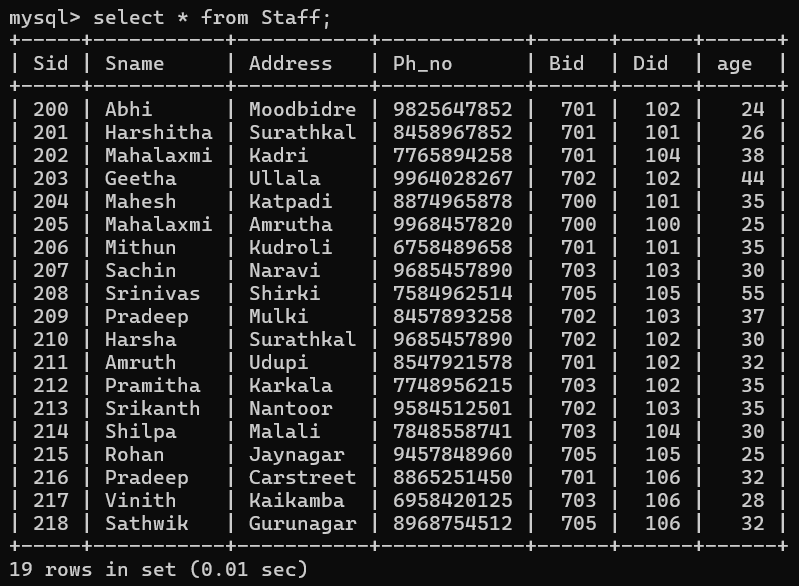 mysql> select * from Staff;
+-----+-----------+-----------+------------+------+------+------+
| Sid | Sname     | Address   | Ph_no      | Bid  | Did  | age  |
+-----+-----------+-----------+------------+------+------+------+
| 200 | Abhi      | Moodbidre | 9825647852 |  701 |  102 |   24 |
| 201 | Harshitha | Surathkal | 8458967852 |  701 |  101 |   26 |
| 202 | Mahalaxmi | Kadri     | 7765894258 |  701 |  104 |   38 |
| 203 | Geetha    | Ullala    | 9964028267 |  702 |  102 |   44 |
| 204 | Mahesh    | Katpadi   | 8874965878 |  700 |  101 |   35 |
| 205 | Mahalaxmi | Amrutha   | 9968457820 |  700 |  100 |   25 |
| 206 | Mithun    | Kudroli   | 6758489658 |  701 |  101 |   35 |
| 207 | Sachin    | Naravi    | 9685457890 |  703 |  103 |   30 |
| 208 | Srinivas  | Shirki    | 7584962514 |  705 |  105 |   55 |
| 209 | Pradeep   | Mulki     | 8457893258 |  702 |  103 |   37 |
| 210 | Harsha    | Surathkal | 9685457890 |  702 |  102 |   30 |
| 211 | Amruth    | Udupi     | 8547921578 |  701 |  102 |   32 |
| 212 | Pramitha  | Karkala   | 7748956215 |  703 |  102 |   35 |
| 213 | Srikanth  | Nantoor   | 9584512501 |  702 |  103 |   35 |
| 214 | Shilpa    | Malali    | 7848558741 |  703 |  104 |   30 |
| 215 | Rohan     | Jaynagar  | 9457848960 |  705 |  105 |   25 |
| 216 | Pradeep   | Carstreet | 8865251450 |  701 |  106 |   32 |
| 217 | Vinith    | Kaikamba  | 6958420125 |  703 |  106 |   28 |
| 218 | Sathwik   | Gurunagar | 8968754512 |  705 |  106 |   32 |
+-----+-----------+-----------+------------+------+------+------+
19 rows in set (0.01 sec)